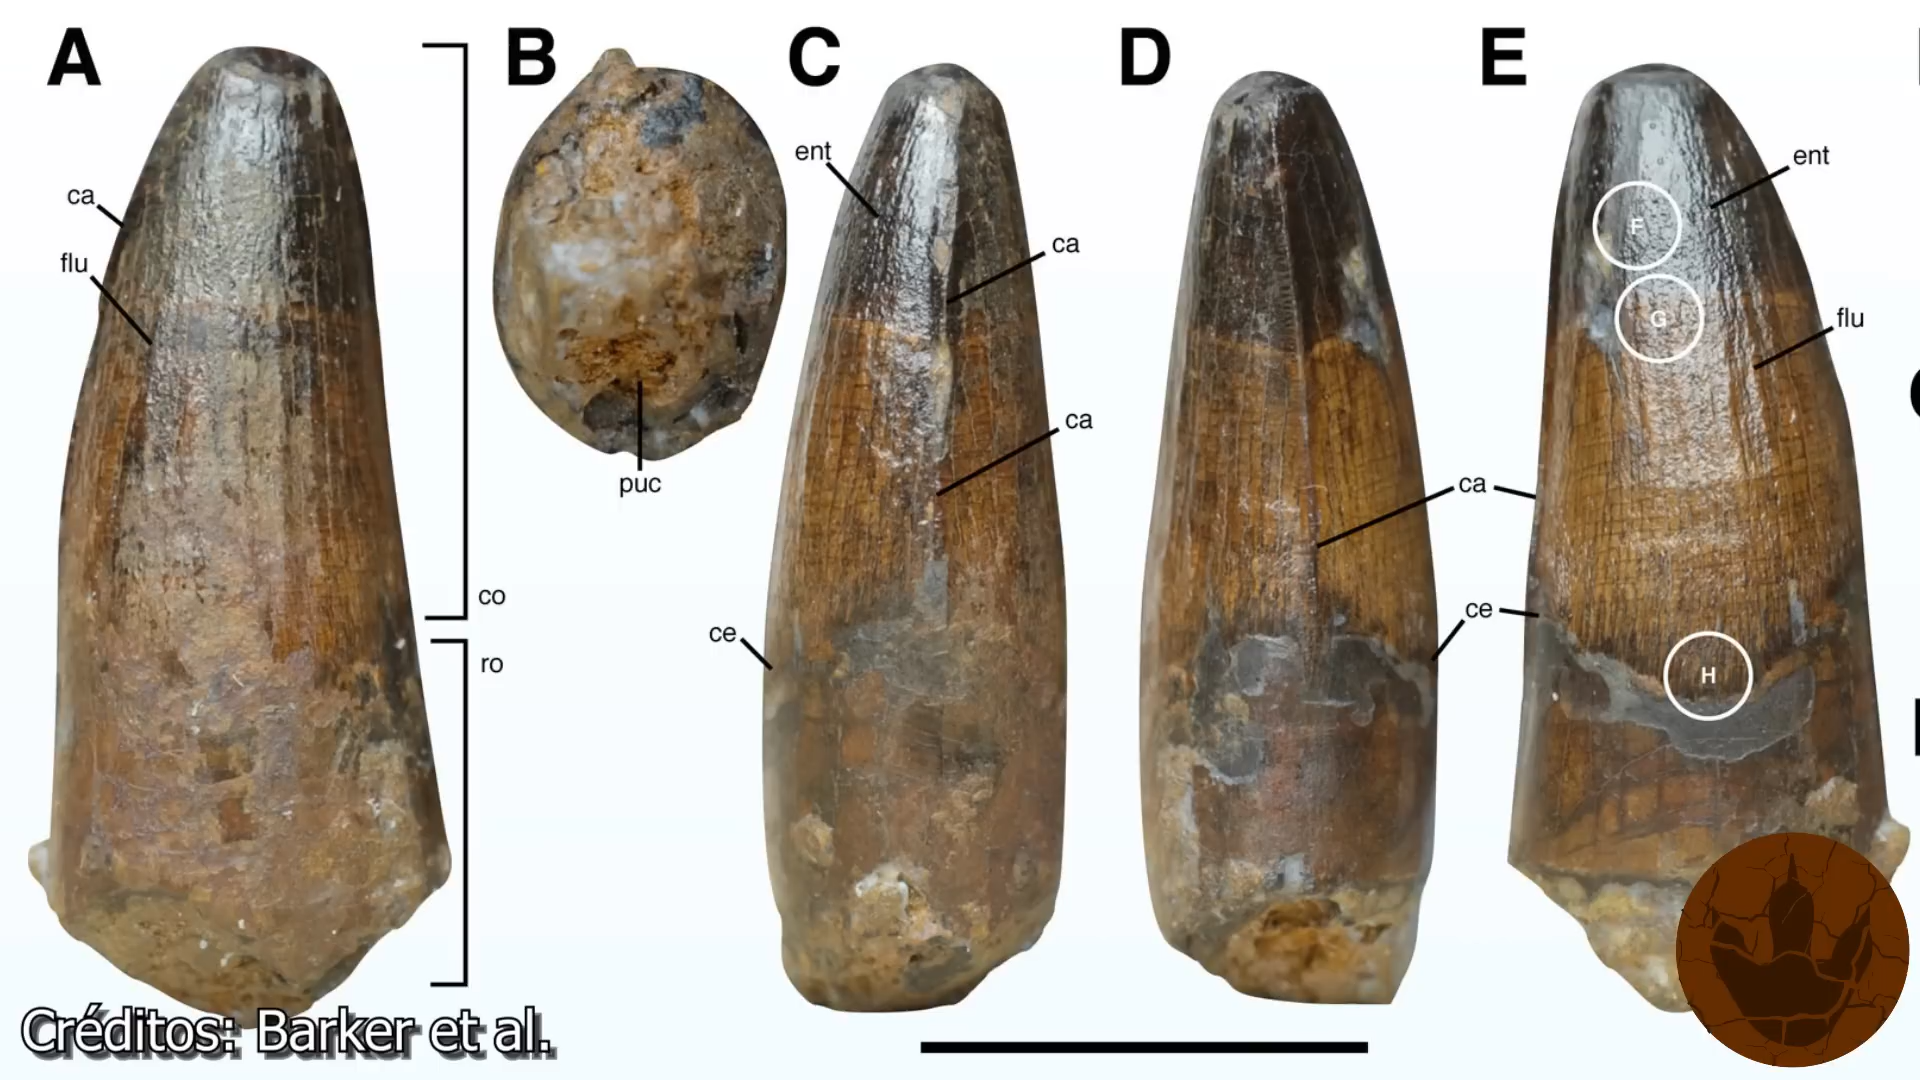 A
B
C
D
E
ca
flu
co
ro
puc
ent
ca
ca
ce
ca
ce
ent
flu
F
G
H
Créditos: Barker et al.